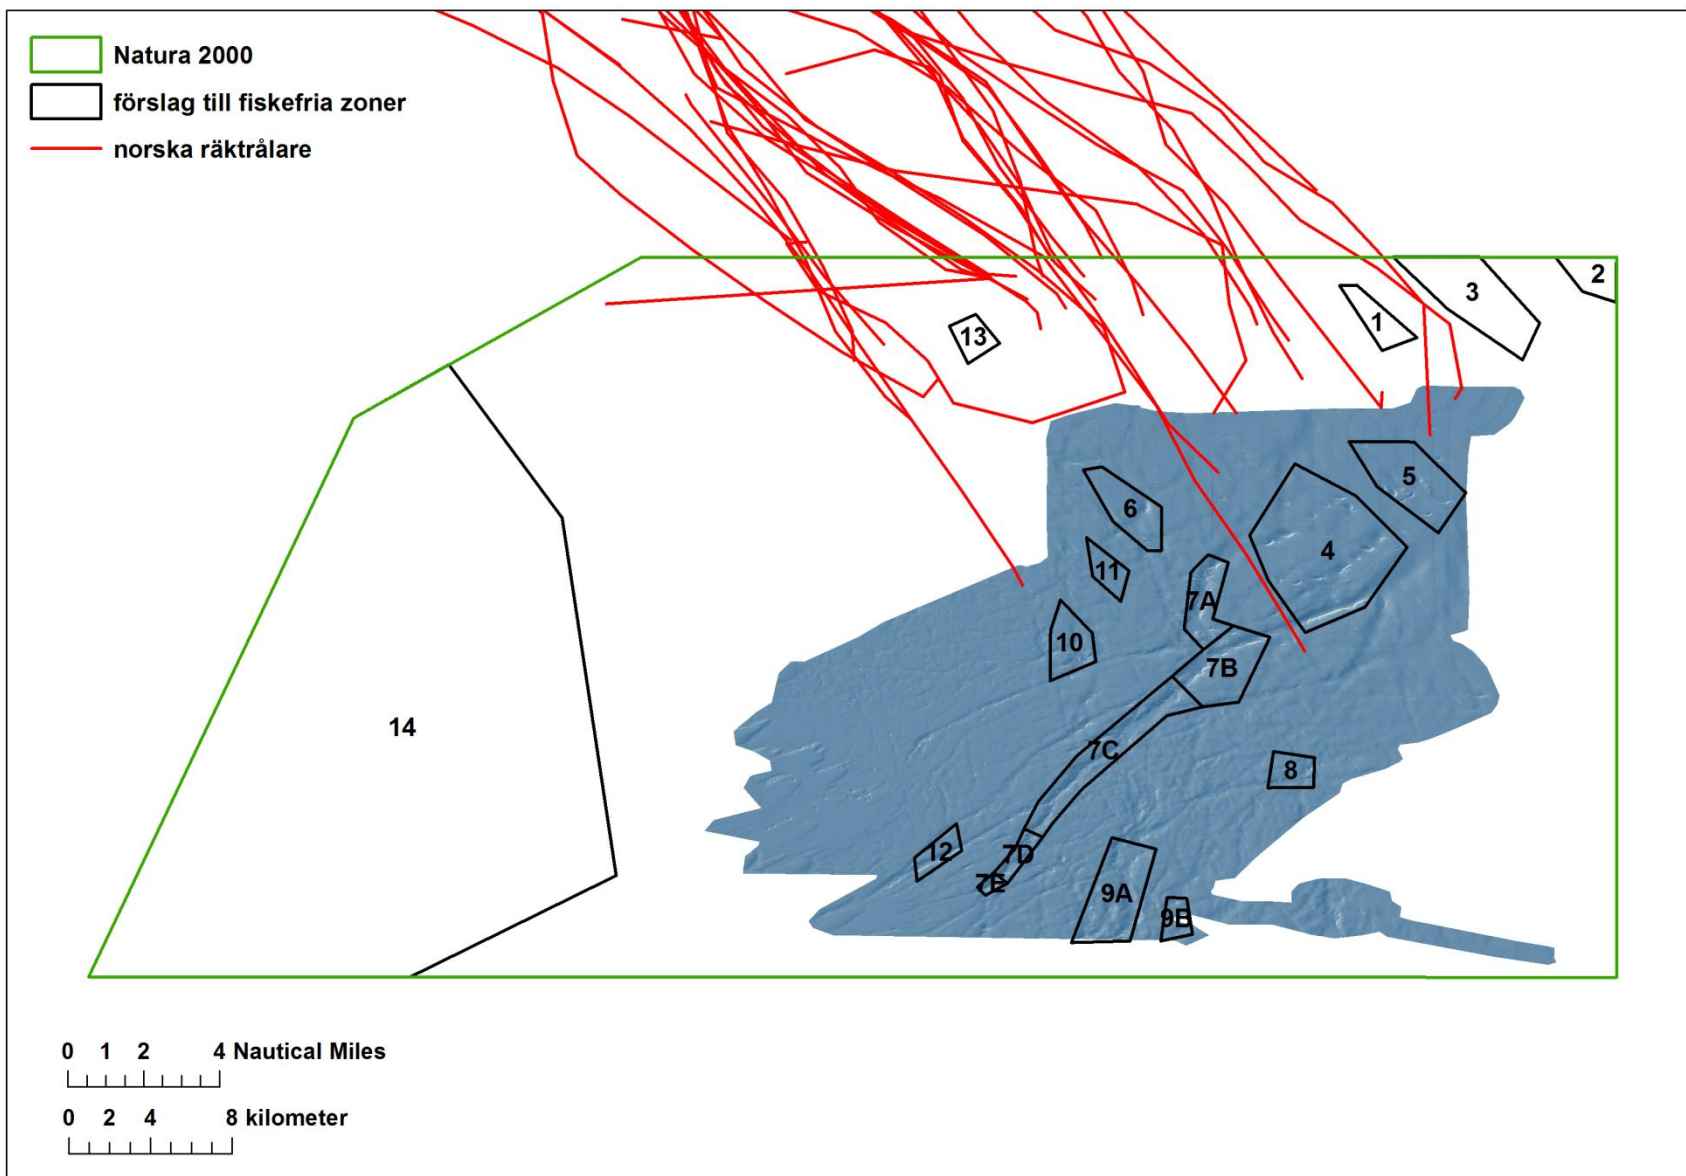 Natura 2000
förslag till fiskefria zoner
norska räktrålare
2
3
1
13
5
6
4
11
7A
10
7B
14
7C
8
12
7D
7E
9A
9B
0 1 2 4 Nautical Miles
0 2 4 8 kilometer